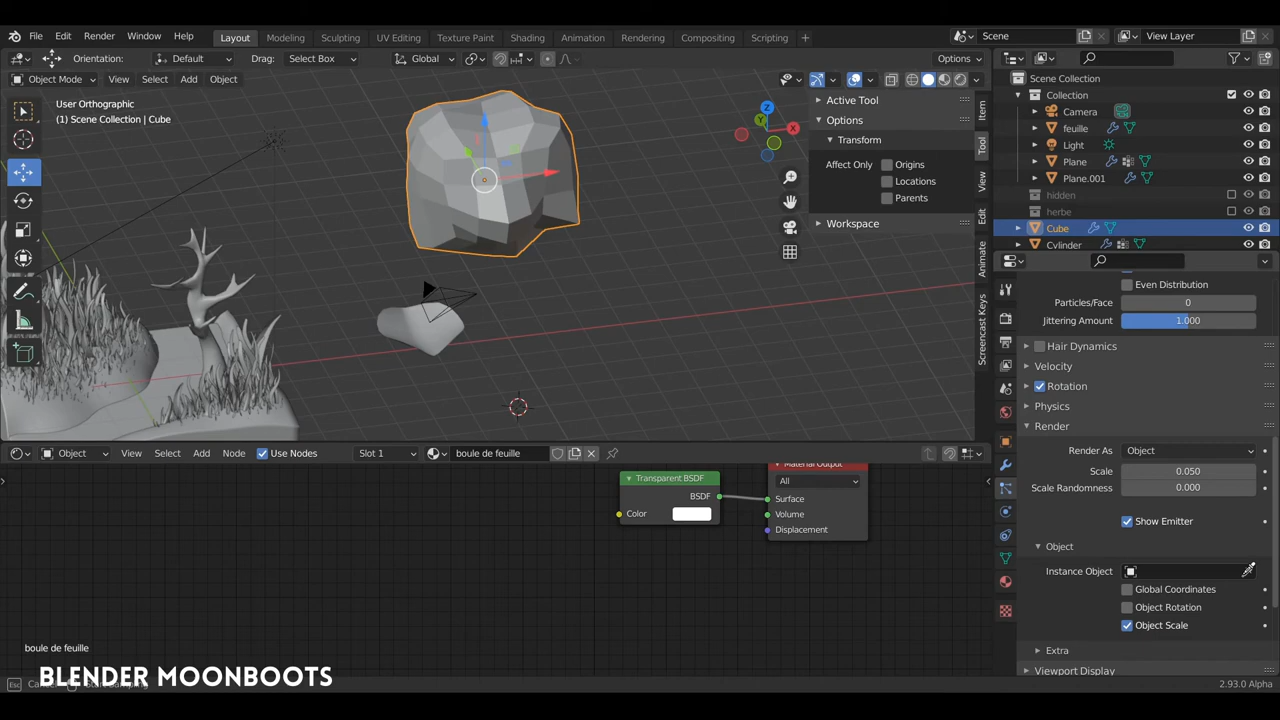 File Edit Render Window Help Layout Modeling Sculpting UV Editing Texture Paint Shading Animation Rendering Compositing Scripting + Scene View Layer
Orientation: Default Drag: Select Box Global Options
Object Mode View Select Add Object
User Orthographic
(1) Scene Collection | Cube
Z
Y
X
Active Tool
Options
Transform
Affect Only Origins
Locations
Parents
Workspace
Item
Tool
View
Edit
Animate
Screencast Keys
Scene Collection
Collection
Camera
feuille
Light
Plane
Plane.001
hidden
herbe
Cube
Cylinder
Even Distribution
Particles/Face 0
Jittering Amount 1.000
Hair Dynamics
Velocity
Rotation
Physics
Render
Render As Object
Scale 0.050
Scale Randomness 0.000
Show Emitter
Object
Instance Object
Global Coordinates
Object Rotation
Object Scale
Extra
Viewport Display
Object View Select Add Node Use Nodes Slot 1 boule de feuille
Transparent BSDF
BSDF
Color
Material Output
All
Surface
Volume
Displacement
boule de feuille
BLENDER MOONBOOTS
Esc
2.93.0 Alpha